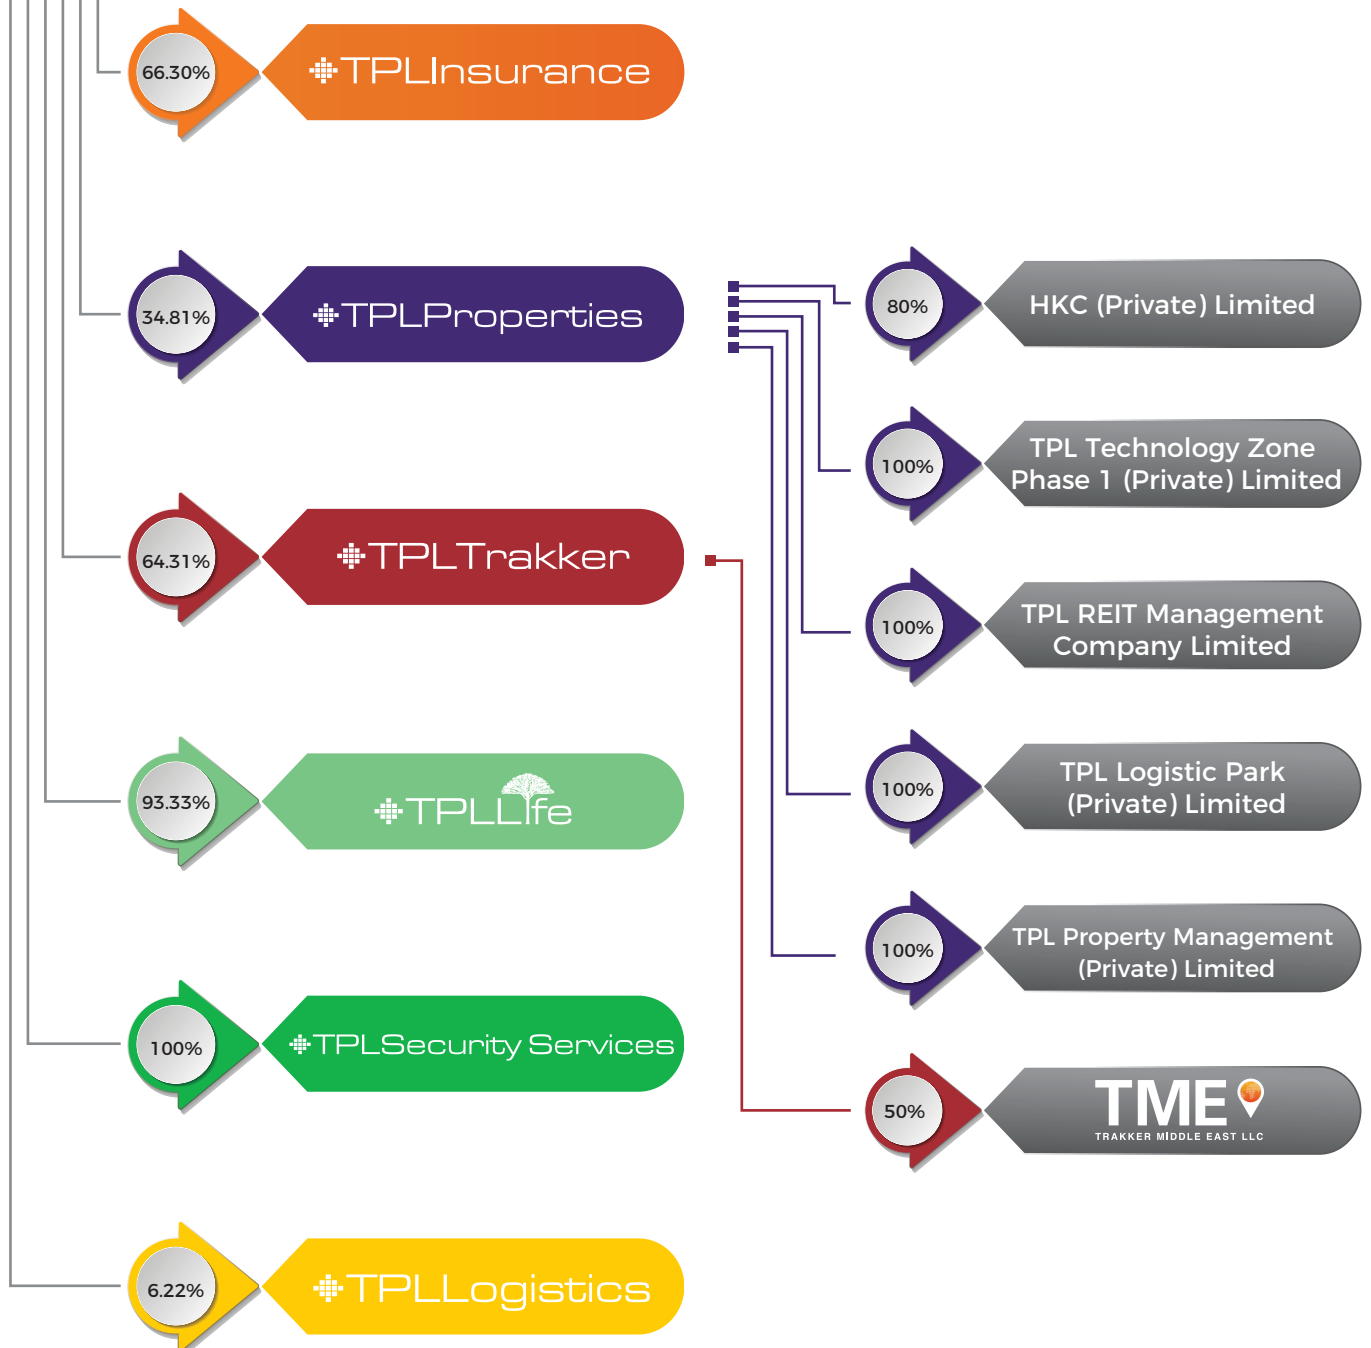 66.30%
TPLInsurance
34.81%
TPLProperties
80%
HKC (Private) Limited
100%
TPL Technology Zone
Phase 1 (Private) Limited
64.31%
TPLTrakker
100%
TPL REIT Management
Company Limited
93.33%
TPLLife
100%
TPL Logistic Park
(Private) Limited
100%
TPL Property Management
(Private) Limited
100%
TPLSecurity Services
50%
TME
TRAKKER MIDDLE EAST LLC
6.22%
TPLLogistics